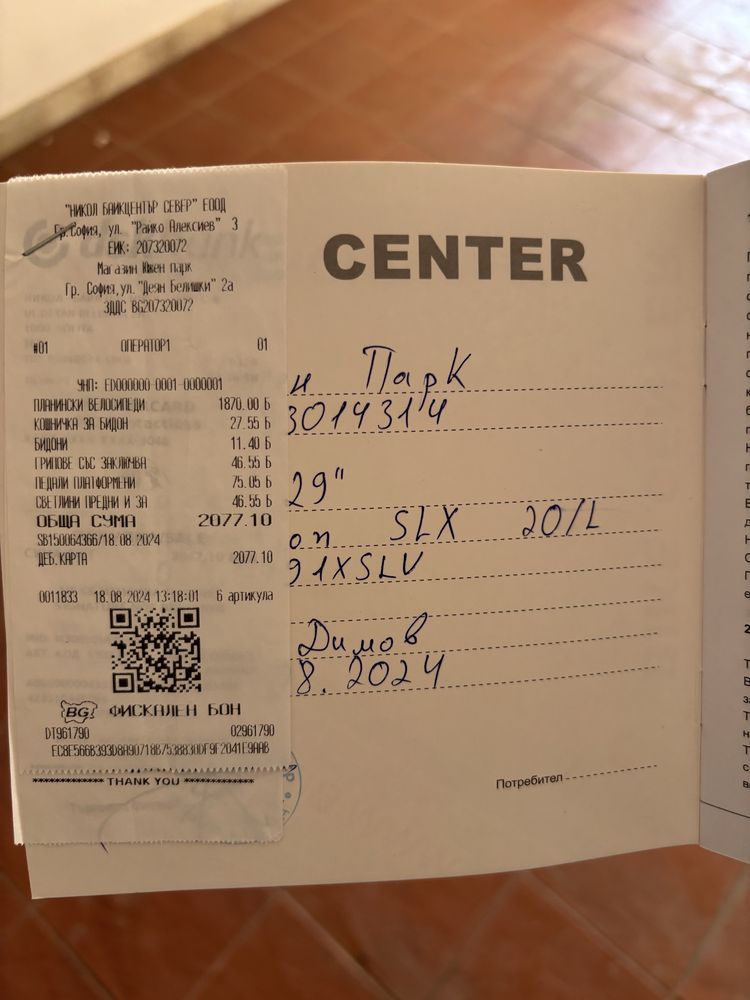 "НИКОЛ БАЙКЦЕНТЪР СЕВЕР" ЕООД
Гр.София, ул. "Райко Алексиев" 3
ЕИК: 207320072
Магазин Южен парк
Гр. София,ул. "Деян Белишки" 2а
ЗДДС BG207320072
#01 ОПЕРАТОР1 01
УНП: ED000000-0001-0000001
ПЛАНИНСКИ ВЕЛОСИПЕДИ 1870.00 Б
КОШНИЧКА ЗА БИДОН 27.55 Б
БИДОНИ 11.40 Б
ГРИПОВЕ СЪС ЗАКЛЮЧВА 46.55 Б
ПЕДАЛИ ПЛАТФОРМЕНИ 75.05 Б
СВЕТЛИНИ ПРЕДНИ И ЗА 46.55 Б
ОБЩА СУМА 2077.10
SB150064366/18.08.2024
ДЕБ.КАРТА 2077.10
0011833 18.08.2024 13:18:01 6 артикула
BG ФИСКАЛЕН БОН
DT961790 02961790
EC8E566B393D8A90718B7538830DF9F2041E9AAB
************** THANK YOU **************
CENTER
н Парк
3014314
29"
on SLX 20/L
91XSLV
Димов
8.2024
Потребител